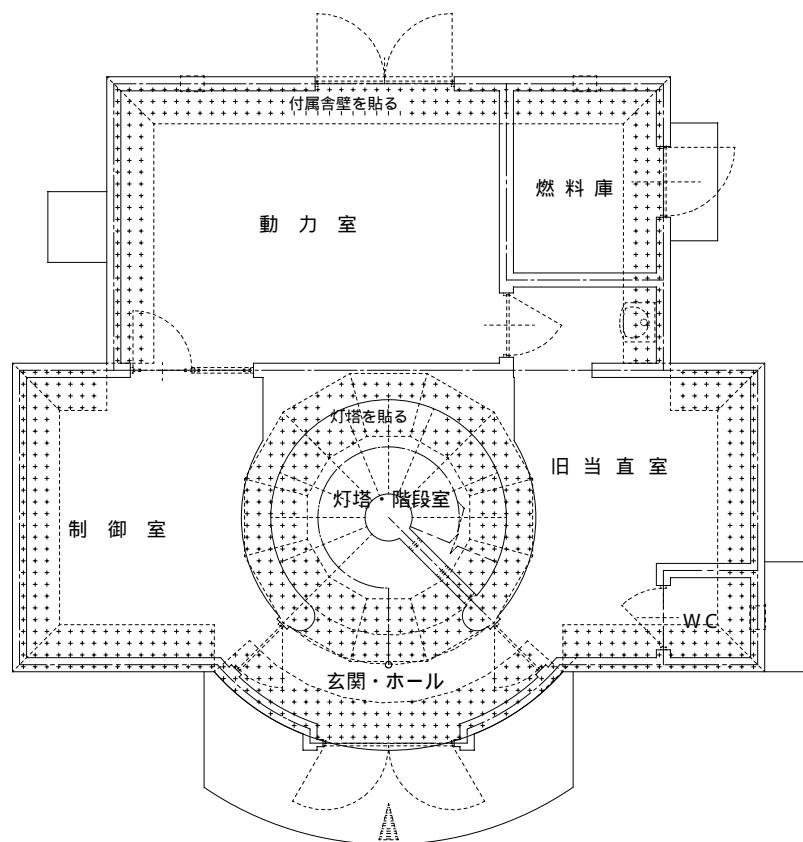 付属舎壁を貼る
燃料庫
動力室
灯塔を貼る
旧当直室
灯塔・階段室
制御室
WC
玄関・ホール